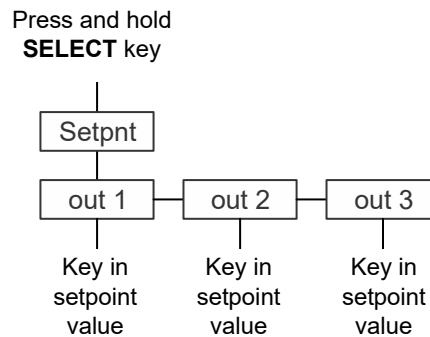 Press and hold
SELECT key
Setpnt
out 1
out 2
out 3
Key in
setpoint
value
Key in
setpoint
value
Key in
setpoint
value